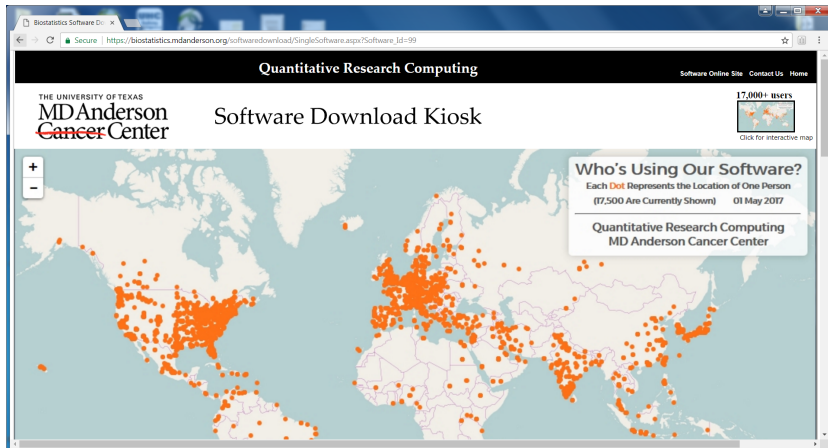 Biostatistics Software Do
Secure | https://biostatistics.mdanderson.org/softwaredownload/SingleSoftware.aspx?Software_Id=99
Quantitative Research Computing
Software Online Site Contact Us Home
THE UNIVERSITY OF TEXAS
MDAnderson
Cancer Center
Software Download Kiosk
17,000+ users
Click for interactive map
+
−
Who's Using Our Software?
Each Dot Represents the Location of One Person
(17,500 Are Currently Shown) 01 May 2017
Quantitative Research Computing
MD Anderson Cancer Center